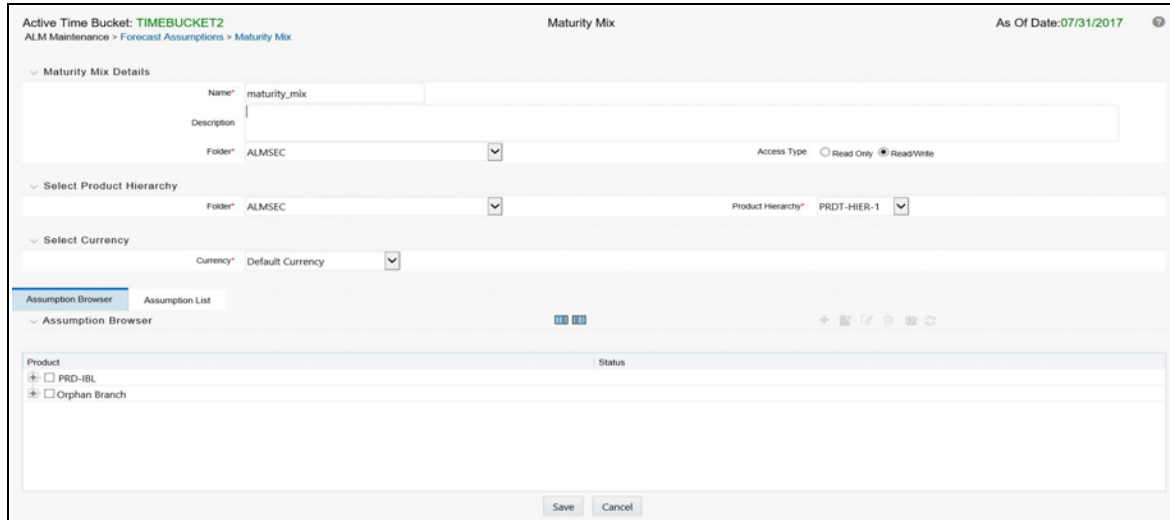 Active Time Bucket: TIMEBUCKET2
Maturity Mix
As Of Date:07/31/2017
ALM Maintenance > Forecast Assumptions > Maturity Mix
Maturity Mix Details
Name* maturity_mix
Description
Folder* ALMSEC
Access Type Read Only Read/Write
Select Product Hierarchy
Folder* ALMSEC
Product Hierarchy* PRDT-HIER-1
Select Currency
Currency* Default Currency
Assumption Browser Assumption List
Assumption Browser
Product Status
PRD-IBL
Orphan Branch
Save Cancel